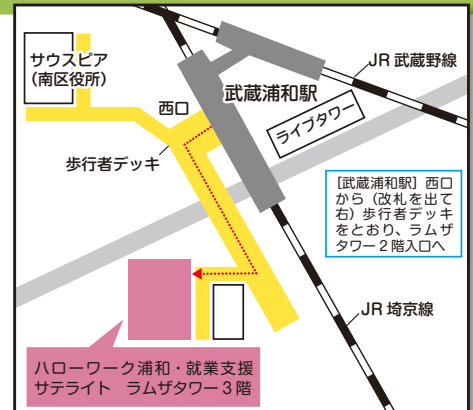 サウスピア
（南区役所）
JR 武蔵野線
武蔵浦和駅
西口
ライブタワー
歩行者デッキ
［武蔵浦和駅］西口
から（改札を出て
右）歩行者デッキ
をとおり、ラムザ
タワー２階入口へ
JR 埼京線
ハローワーク浦和・就業支援
サテライト　ラムザタワー３階